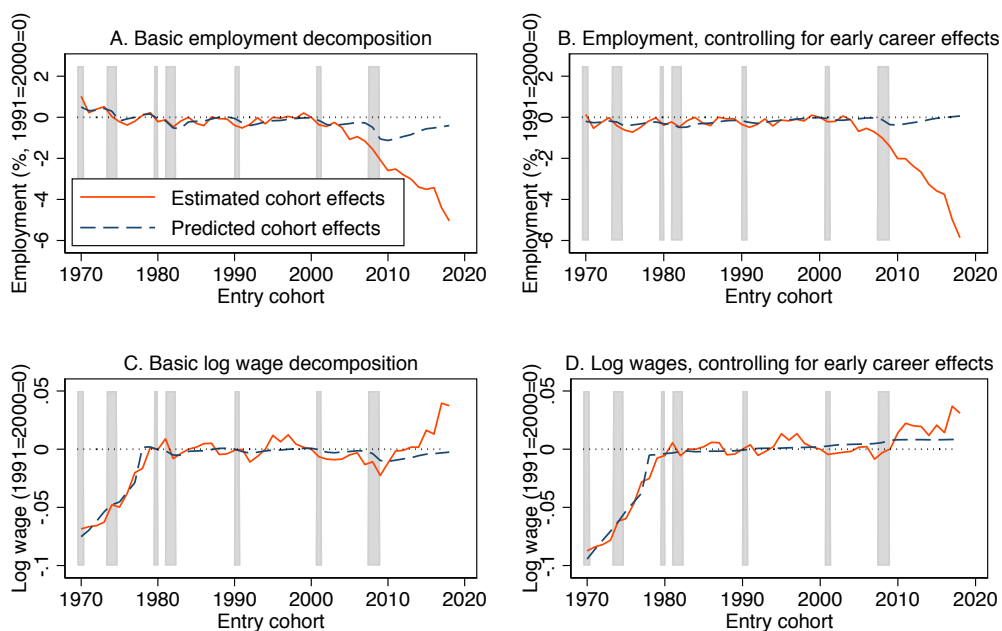 A. Basic employment decomposition
Employment (%, 1991=2000=0)
2
0
-2
-4
-6
Estimated cohort effects
Predicted cohort effects
1970 1980 1990 2000 2010 2020
Entry cohort
B. Employment, controlling for early career effects
Employment (%, 1991=2000=0)
2
0
-2
-4
-6
1970 1980 1990 2000 2010 2020
Entry cohort
C. Basic log wage decomposition
Log wage (1991=2000=0)
.05
0
-.05
-.1
1970 1980 1990 2000 2010 2020
Entry cohort
D. Log wages, controlling for early career effects
Log wage (1991=2000=0)
.05
0
-.05
-.1
1970 1980 1990 2000 2010 2020
Entry cohort